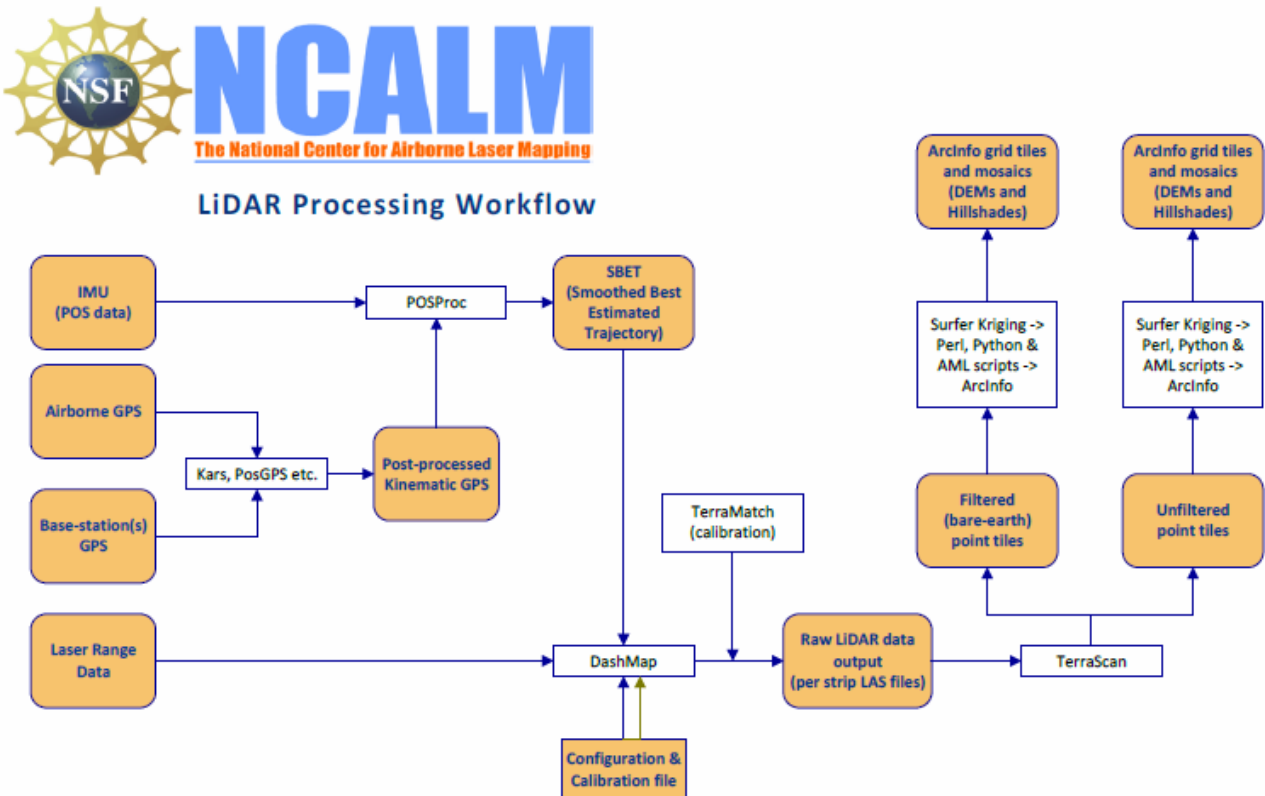 NSF
NCALM
The National Center for Airborne Laser Mapping
LiDAR Processing Workflow
IMU
(POS data)
POSProc
SBET
(Smoothed Best
Estimated
Trajectory)
Airborne GPS
Kars, PosGPS etc.
Post-processed
Kinematic GPS
Base-station(s)
GPS
Laser Range
Data
DashMap
Configuration &
Calibration file
TerraMatch
(calibration)
Raw LiDAR data
output
(per strip LAS files)
TerraScan
Filtered
(bare-earth)
point tiles
Unfiltered
point tiles
Surfer Kriging ->
Perl, Python &
AML scripts ->
ArcInfo
Surfer Kriging ->
Perl, Python &
AML scripts ->
ArcInfo
ArcInfo grid tiles
and mosaics
(DEMs and
Hillshades)
ArcInfo grid tiles
and mosaics
(DEMs and
Hillshades)